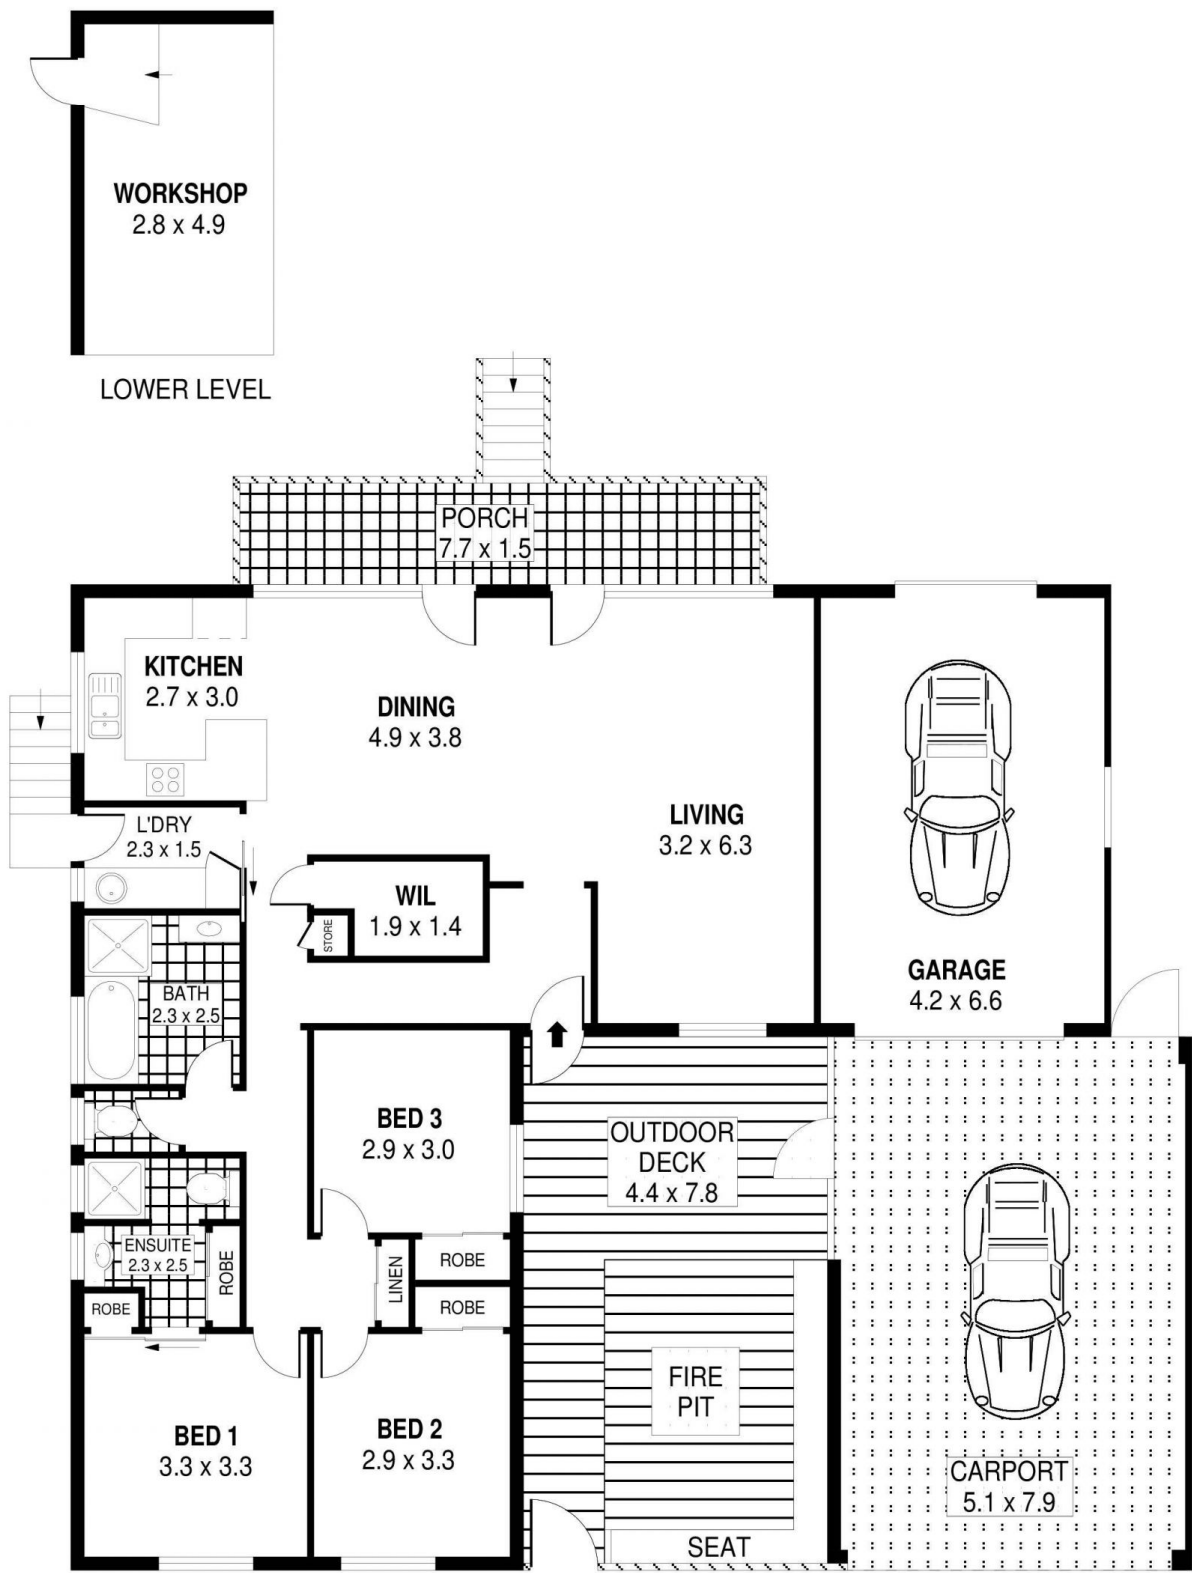 WORKSHOP
2.8 x 4.9
LOWER LEVEL
PORCH
7.7 x 1.5
KITCHEN
2.7 x 3.0
DINING
4.9 x 3.8
LIVING
3.2 x 6.3
L'DRY
2.3 x 1.5
WIL
1.9 x 1.4
STORE
GARAGE
4.2 x 6.6
BATH
2.3 x 2.5
BED 3
2.9 x 3.0
OUTDOOR
DECK
4.4 x 7.8
ENSUITE
2.3 x 2.5
ROBE
ROBE
LINEN
ROBE
ROBE
FIRE
PIT
BED 1
3.3 x 3.3
BED 2
2.9 x 3.3
CARPORT
5.1 x 7.9
SEAT